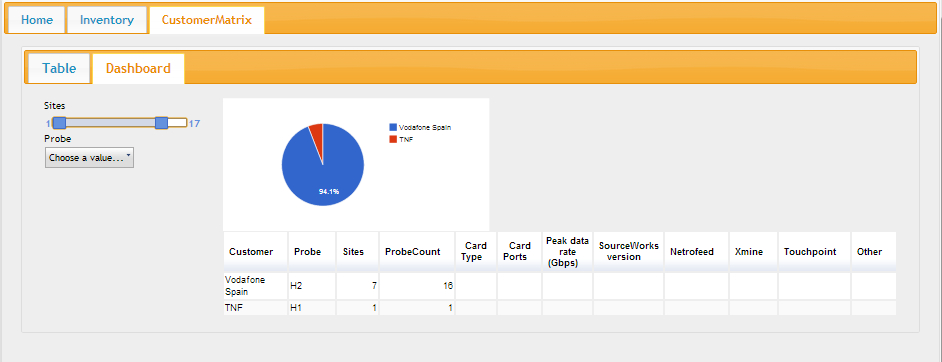 Home Inventory CustomerMatrix
Table Dashboard
Sites
1 17
Probe
Choose a value...
Vodafone Spain
TNF
94.1%
Customer Probe Sites ProbeCount Card Type Card Ports Peak data rate (Gbps) SourceWorks version Netrofeed Xmine Touchpoint Other
Vodafone Spain H2 7 16
TNF H1 1 1